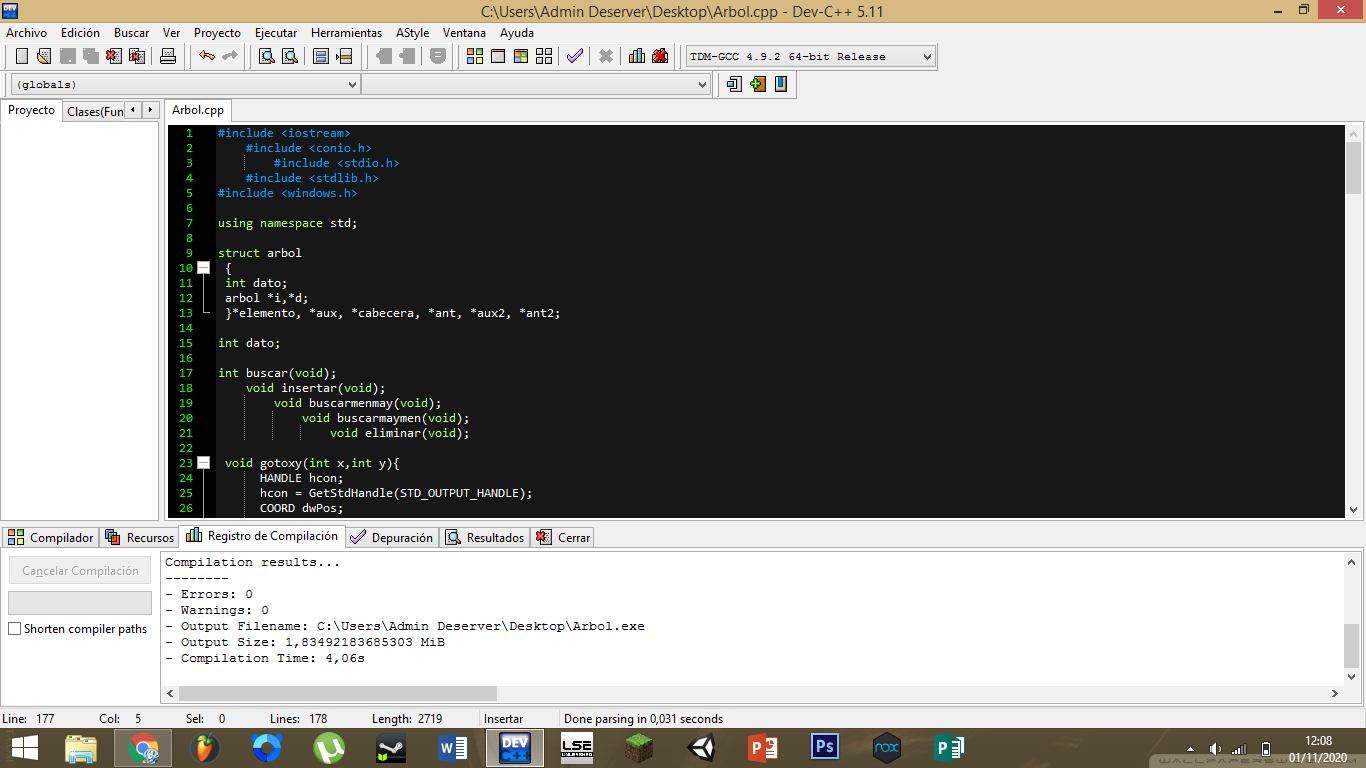 C:\Users\Admin Deserver\Desktop\Arbol.cpp - Dev-C++ 5.11
Archivo Edición Buscar Ver Proyecto Ejecutar Herramientas AStyle Ventana Ayuda
TDM-GCC 4.9.2 64-bit Release
(globals)
Proyecto Clases(Fun Arbol.cpp
1 #include <iostream>
2 #include <conio.h>
3 #include <stdio.h>
4 #include <stdlib.h>
5 #include <windows.h>
6
7 using namespace std;
8
9 struct arbol
10 {
11 int dato;
12 arbol *i,*d;
13 }*elemento, *aux, *cabecera, *ant, *aux2, *ant2;
14
15 int dato;
16
17 int buscar(void);
18 void insertar(void);
19 void buscarmenmay(void);
20 void buscarmaymen(void);
21 void eliminar(void);
22
23 void gotoxy(int x,int y){
24 HANDLE hcon;
25 hcon = GetStdHandle(STD_OUTPUT_HANDLE);
26 COORD dwPos;
Compilador Recursos Registro de Compilación Depuración Resultados Cerrar
Cancelar Compilación
Shorten compiler paths
Compilation results...
--------
- Errors: 0
- Warnings: 0
- Output Filename: C:\Users\Admin Deserver\Desktop\Arbol.exe
- Output Size: 1,83492183685303 MiB
- Compilation Time: 4,06s
Line: 177 Col: 5 Sel: 0 Lines: 178 Length: 2719 Insertar Done parsing in 0,031 seconds
DEV C++ LSE Ps nox
12:08
01/11/2020